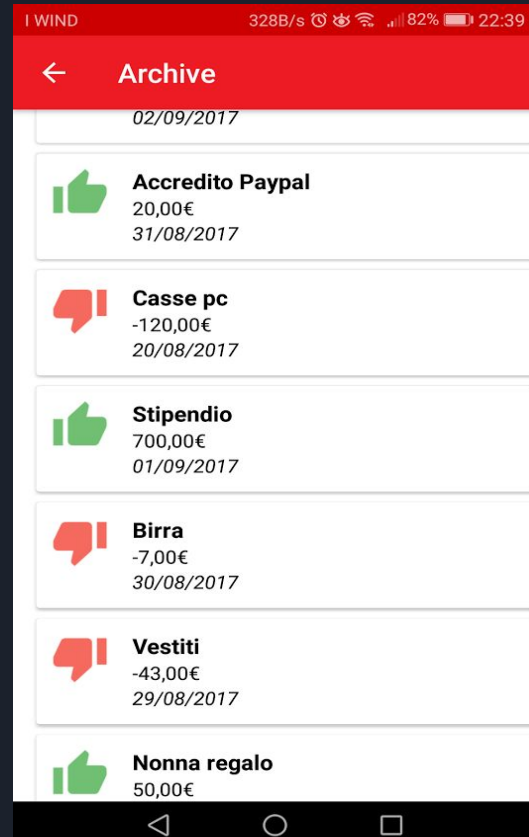 I WIND 328B/s 82% 22:39
Archive
02/09/2017
Accredito Paypal
20,00€
31/08/2017
Casse pc
-120,00€
20/08/2017
Stipendio
700,00€
01/09/2017
Birra
-7,00€
30/08/2017
Vestiti
-43,00€
29/08/2017
Nonna regalo
50,00€